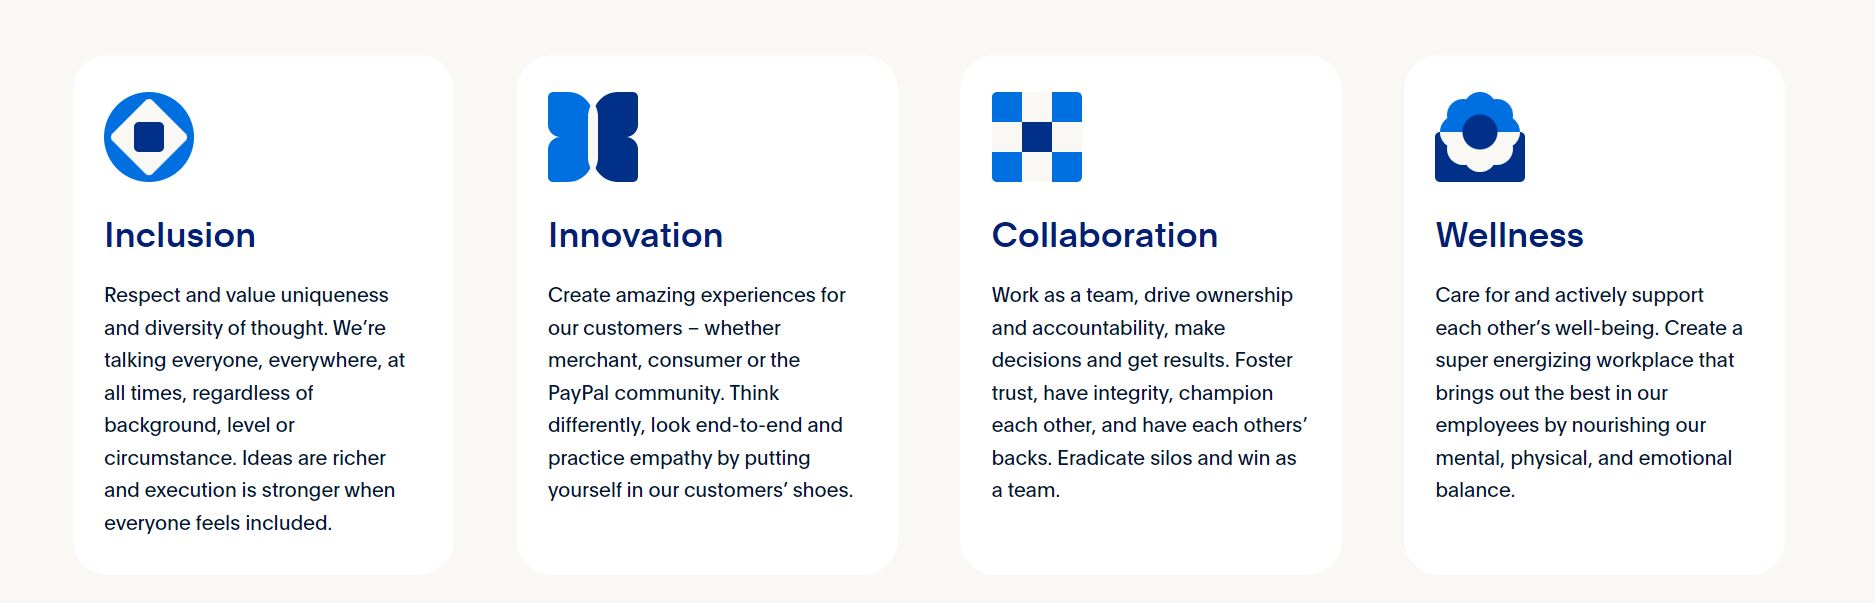 Inclusion
Respect and value uniqueness
and diversity of thought. We’re
talking everyone, everywhere, at
all times, regardless of
background, level or
circumstance. Ideas are richer
and execution is stronger when
everyone feels included.
Innovation
Create amazing experiences for
our customers – whether
merchant, consumer or the
PayPal community. Think
differently, look end-to-end and
practice empathy by putting
yourself in our customers’ shoes.
Collaboration
Work as a team, drive ownership
and accountability, make
decisions and get results. Foster
trust, have integrity, champion
each other, and have each others’
backs. Eradicate silos and win as
a team.
Wellness
Care for and actively support
each other’s well-being. Create a
super energizing workplace that
brings out the best in our
employees by nourishing our
mental, physical, and emotional
balance.